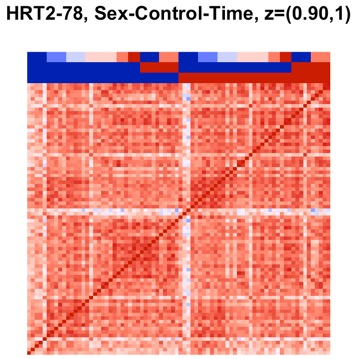 HRT2-78, Sex-Control-Time, z=(0.90,1)